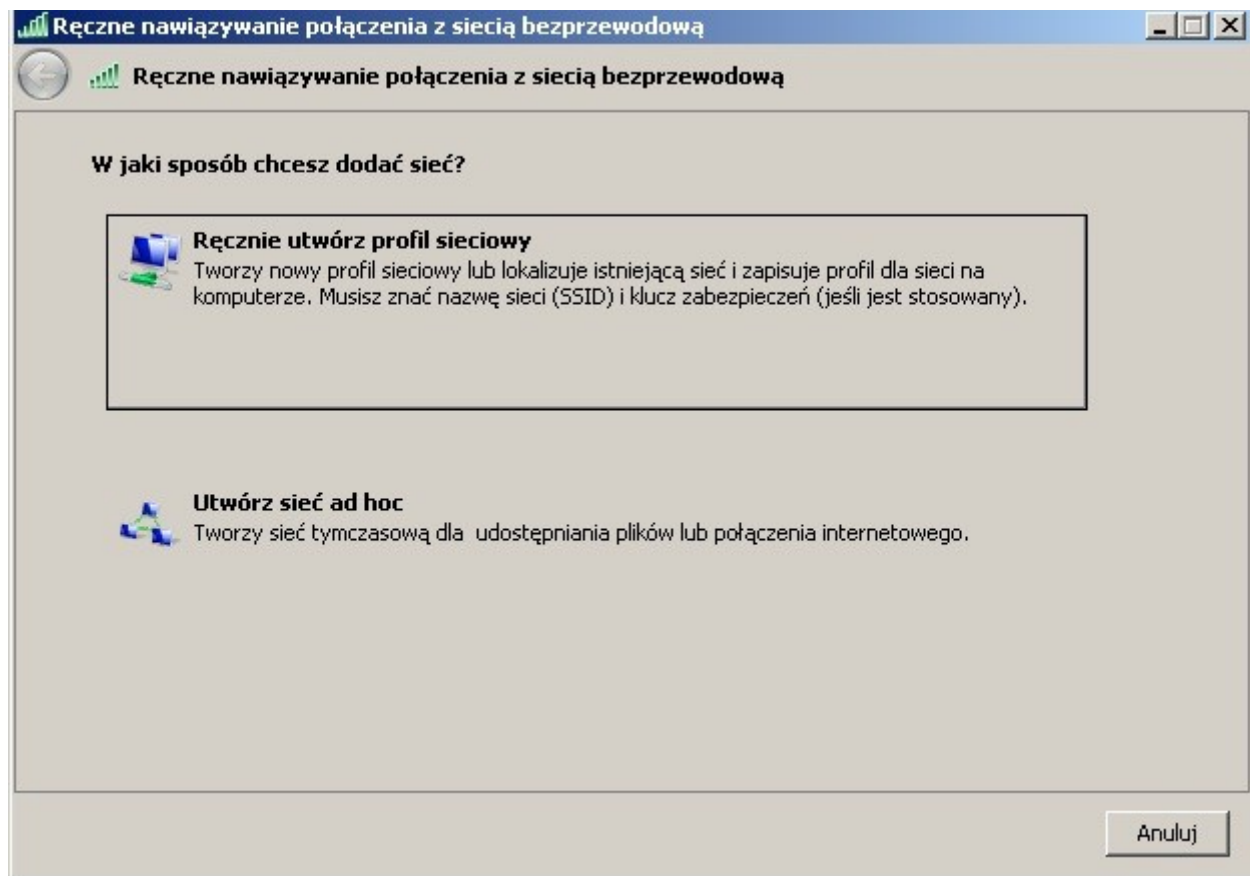 Ręczne nawiązywanie połączenia z siecią bezprzewodową
Ręczne nawiązywanie połączenia z siecią bezprzewodową
W jaki sposób chcesz dodać sieć?
Ręcznie utwórz profil sieciowy
Tworzy nowy profil sieciowy lub lokalizuje istniejącą sieć i zapisuje profil dla sieci na
komputerze. Musisz znać nazwę sieci (SSID) i klucz zabezpieczeń (jeśli jest stosowany).
Utwórz sieć ad hoc
Tworzy sieć tymczasową dla udostępniania plików lub połączenia internetowego.
Anuluj